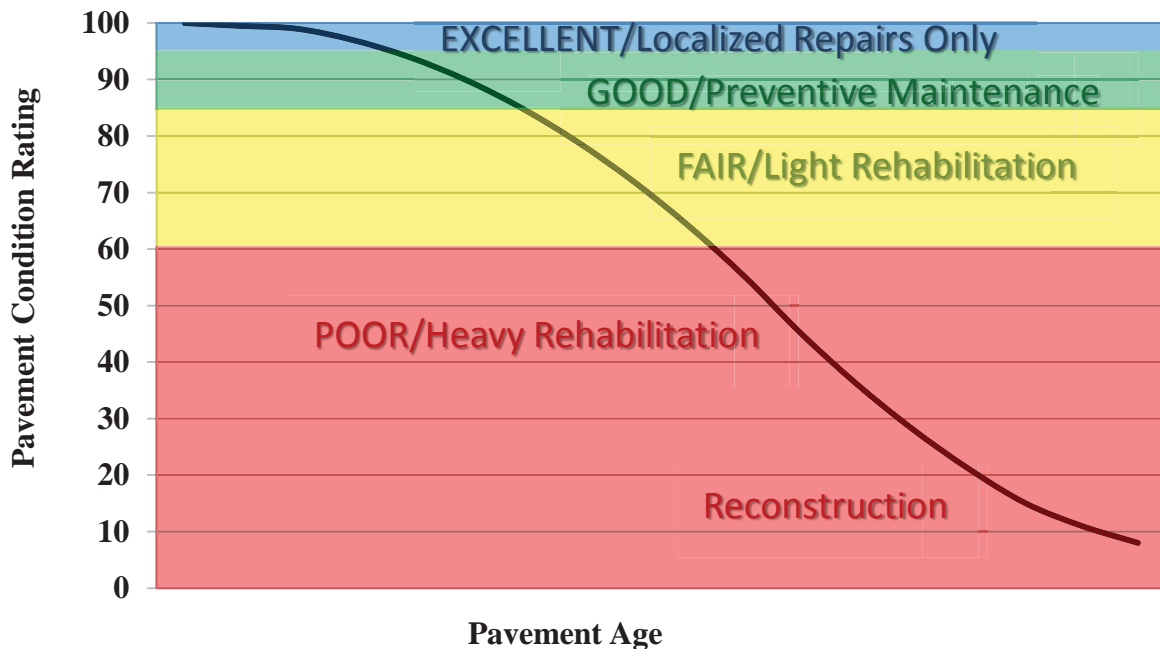 Pavement Condition Rating
100
90
80
70
60
50
40
30
20
10
0
EXCELLENT/Localized Repairs Only
GOOD/Preventive Maintenance
FAIR/Light Rehabilitation
POOR/Heavy Rehabilitation
Reconstruction
Pavement Age